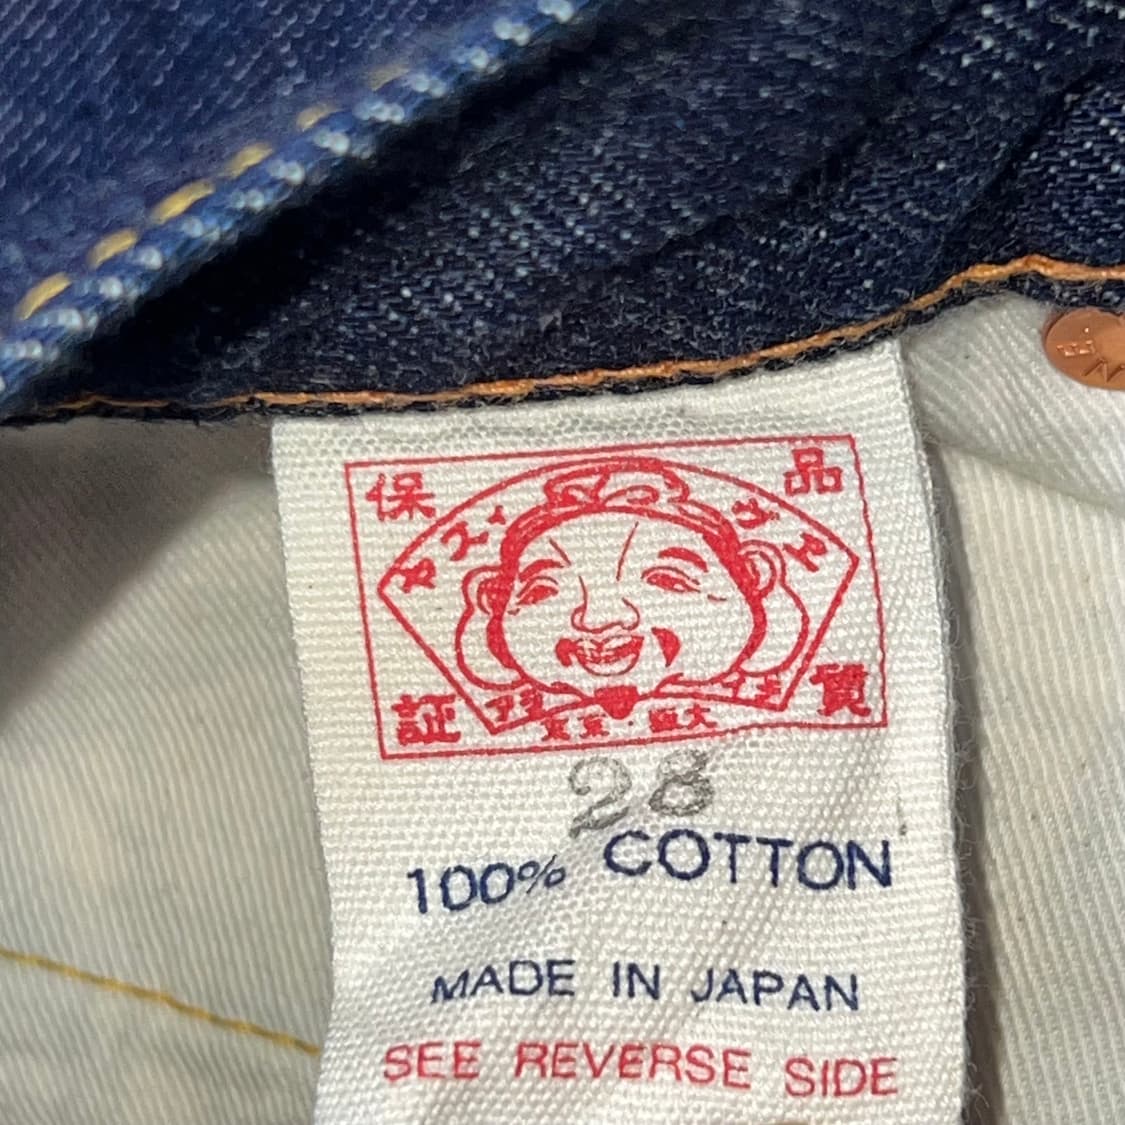 品質
保証
28
100% COTTON
MADE IN JAPAN
SEE REVERSE SIDE